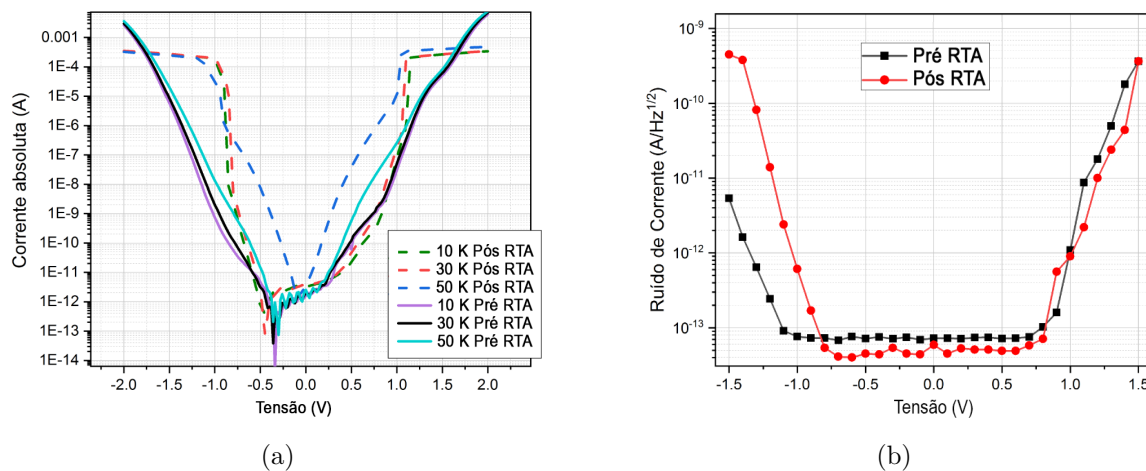 0.001
1E-4
1E-5
1E-6
1E-7
1E-8
1E-9
1E-10
1E-11
1E-12
1E-13
1E-14
Corrente absoluta (A)
-2.0 -1.5 -1.0 -0.5 0.0 0.5 1.0 1.5 2.0
Tensão (V)
10 K Pós RTA
30 K Pós RTA
50 K Pós RTA
10 K Pré RTA
30 K Pré RTA
50 K Pré RTA
(a)
10^-9
10^-10
10^-11
10^-12
10^-13
Ruído de Corrente (A/Hz^1/2)
Pré RTA
Pós RTA
-1.5 -1.0 -0.5 0.0 0.5 1.0 1.5
Tensão (V)
(b)